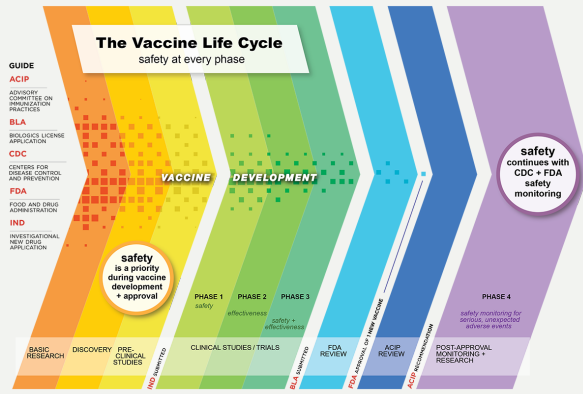 The Vaccine Life Cycle
safety at every phase
GUIDE
ACIP
ADVISORY
COMMITTEE ON
IMMUNIZATION
PRACTICES
BLA
BIOLOGICS LICENSE
APPLICATION
CDC
CENTERS FOR
DISEASE CONTROL
AND PREVENTION
FDA
FOOD AND DRUG
ADMINISTRATION
IND
INVESTIGATIONAL
NEW DRUG
APPLICATION
VACCINE DEVELOPMENT
safety
continues with
CDC + FDA
safety
monitoring
safety
is a priority
during vaccine
development
+ approval
PHASE 1
safety
PHASE 2
effectiveness
PHASE 3
safety +
effectiveness
PHASE 4
safety monitoring for
serious, unexpected
adverse events
BASIC
RESEARCH
DISCOVERY
PRE-
CLINICAL
STUDIES
IND SUBMITTED
CLINICAL STUDIES / TRIALS
BLA SUBMITTED
FDA
REVIEW
FDA APPROVAL OF 1 NEW VACCINE
ACIP
REVIEW
ACIP RECOMMENDATION
POST-APPROVAL
MONITORING +
RESEARCH